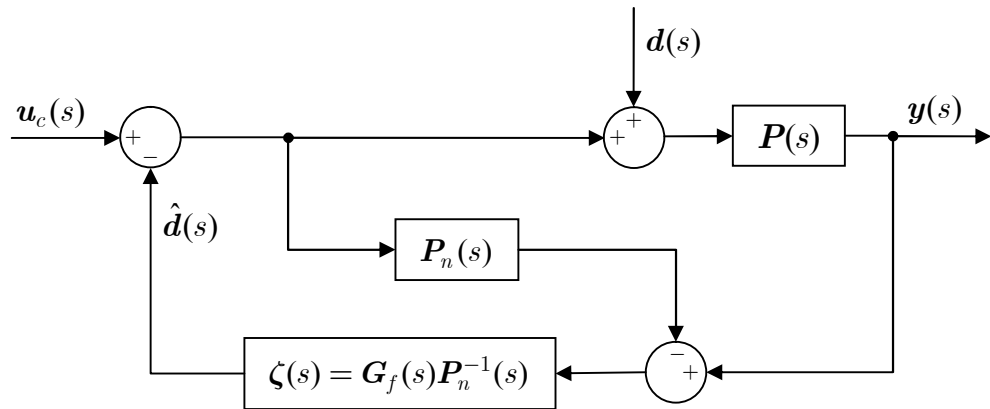 d(s)
u_c(s)
y(s)
+
−
+
+
P(s)
d̂(s)
P_n(s)
−
+
ζ(s) = G_f(s)P_n^{-1}(s)